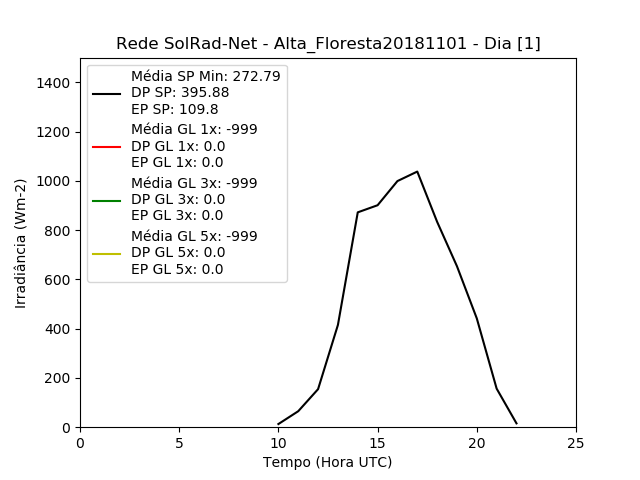 Rede SolRad-Net - Alta_Floresta20181101 - Dia [1]
Média SP Min: 272.79
DP SP: 395.88
EP SP: 109.8
Média GL 1x: -999
DP GL 1x: 0.0
EP GL 1x: 0.0
Média GL 3x: -999
DP GL 3x: 0.0
EP GL 3x: 0.0
Média GL 5x: -999
DP GL 5x: 0.0
EP GL 5x: 0.0
Irradiância (Wm-2)
1400
1200
1000
800
600
400
200
0
0 5 10 15 20 25
Tempo (Hora UTC)